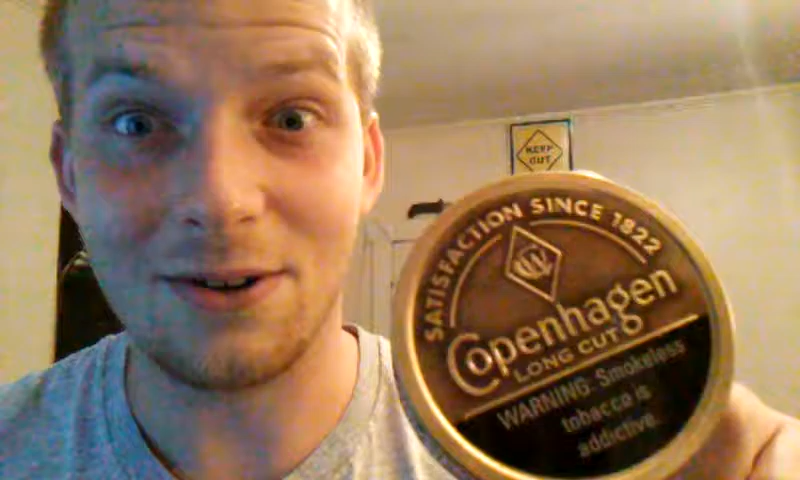 KEEP
OUT
SATISFACTION SINCE 1822
Copenhagen
LONG CUT
WARNING: Smokeless
tobacco is
addictive.